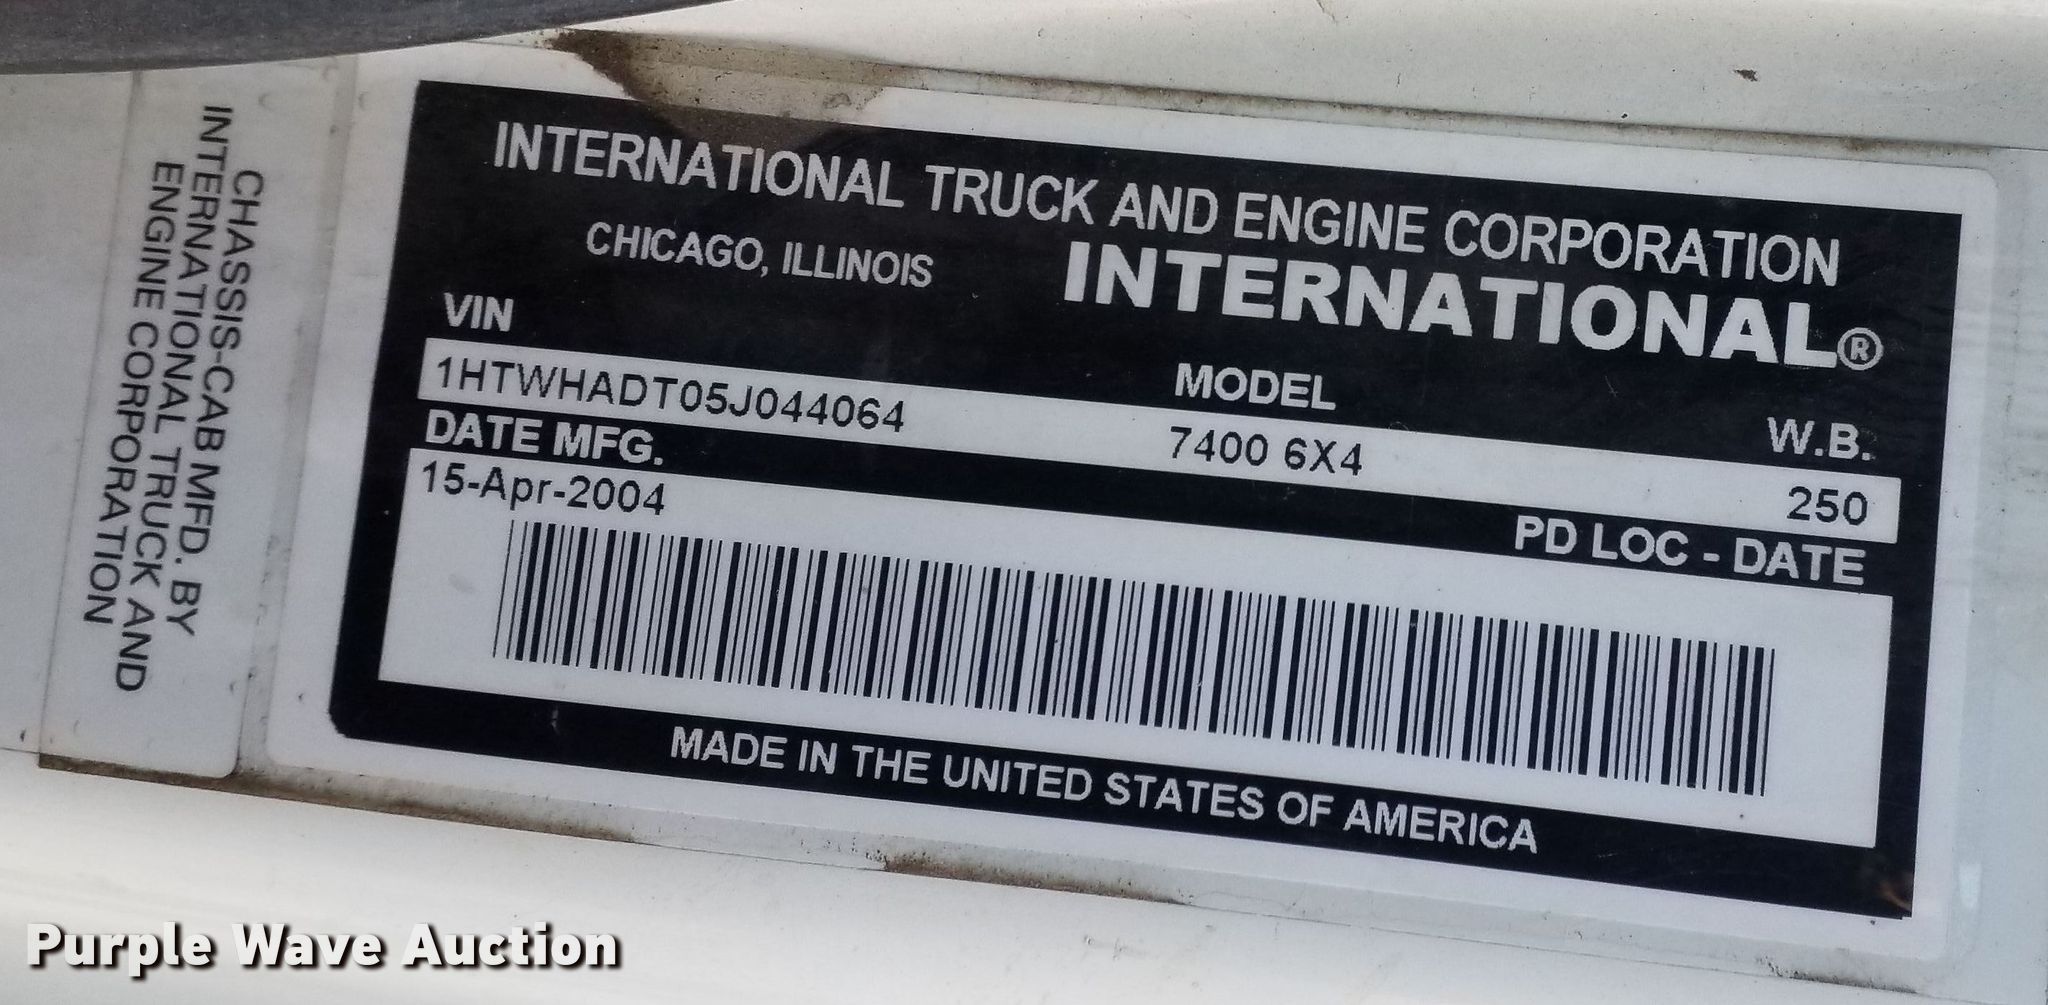 CHASSIS-CAB MFD. BY
INTERNATIONAL TRUCK AND
ENGINE CORPORATION
INTERNATIONAL TRUCK AND ENGINE CORPORATION
CHICAGO, ILLINOIS
INTERNATIONAL®
VIN
MODEL
W.B.
1HTWHADT05J044064
7400 6X4
250
DATE MFG.
PD LOC - DATE
15-Apr-2004
MADE IN THE UNITED STATES OF AMERICA
Purple Wave Auction